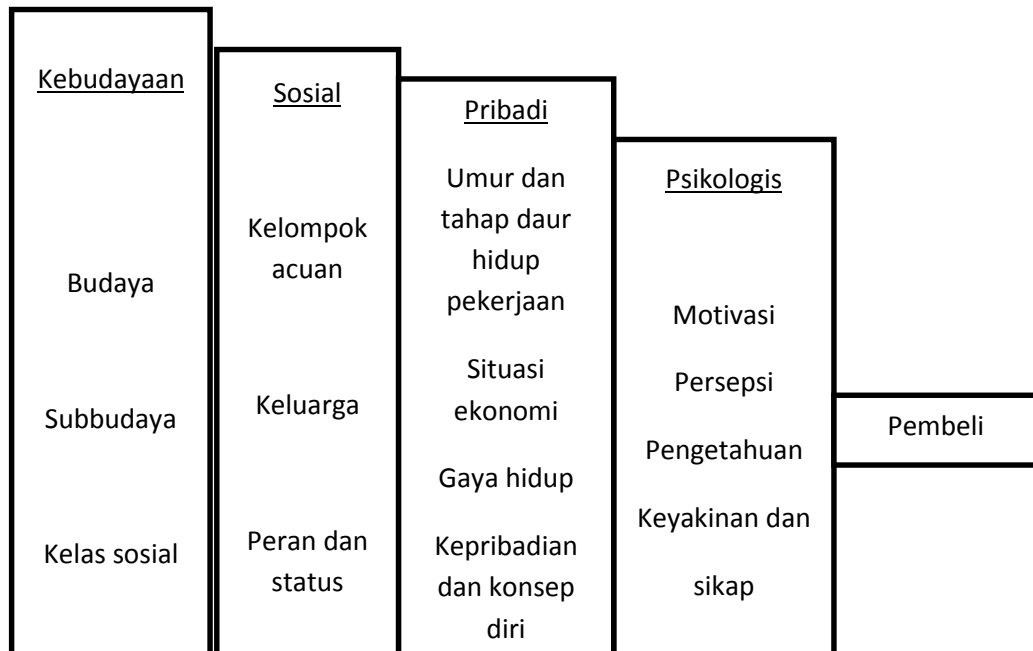 Kebudayaan
Budaya
Subbudaya
Kelas sosial
Sosial
Kelompok
acuan
Keluarga
Peran dan
status
Pribadi
Umur dan
tahap daur
hidup
pekerjaan
Situasi
ekonomi
Gaya hidup
Kepribadian
dan konsep
diri
Psikologis
Motivasi
Persepsi
Pengetahuan
Keyakinan dan
sikap
Pembeli